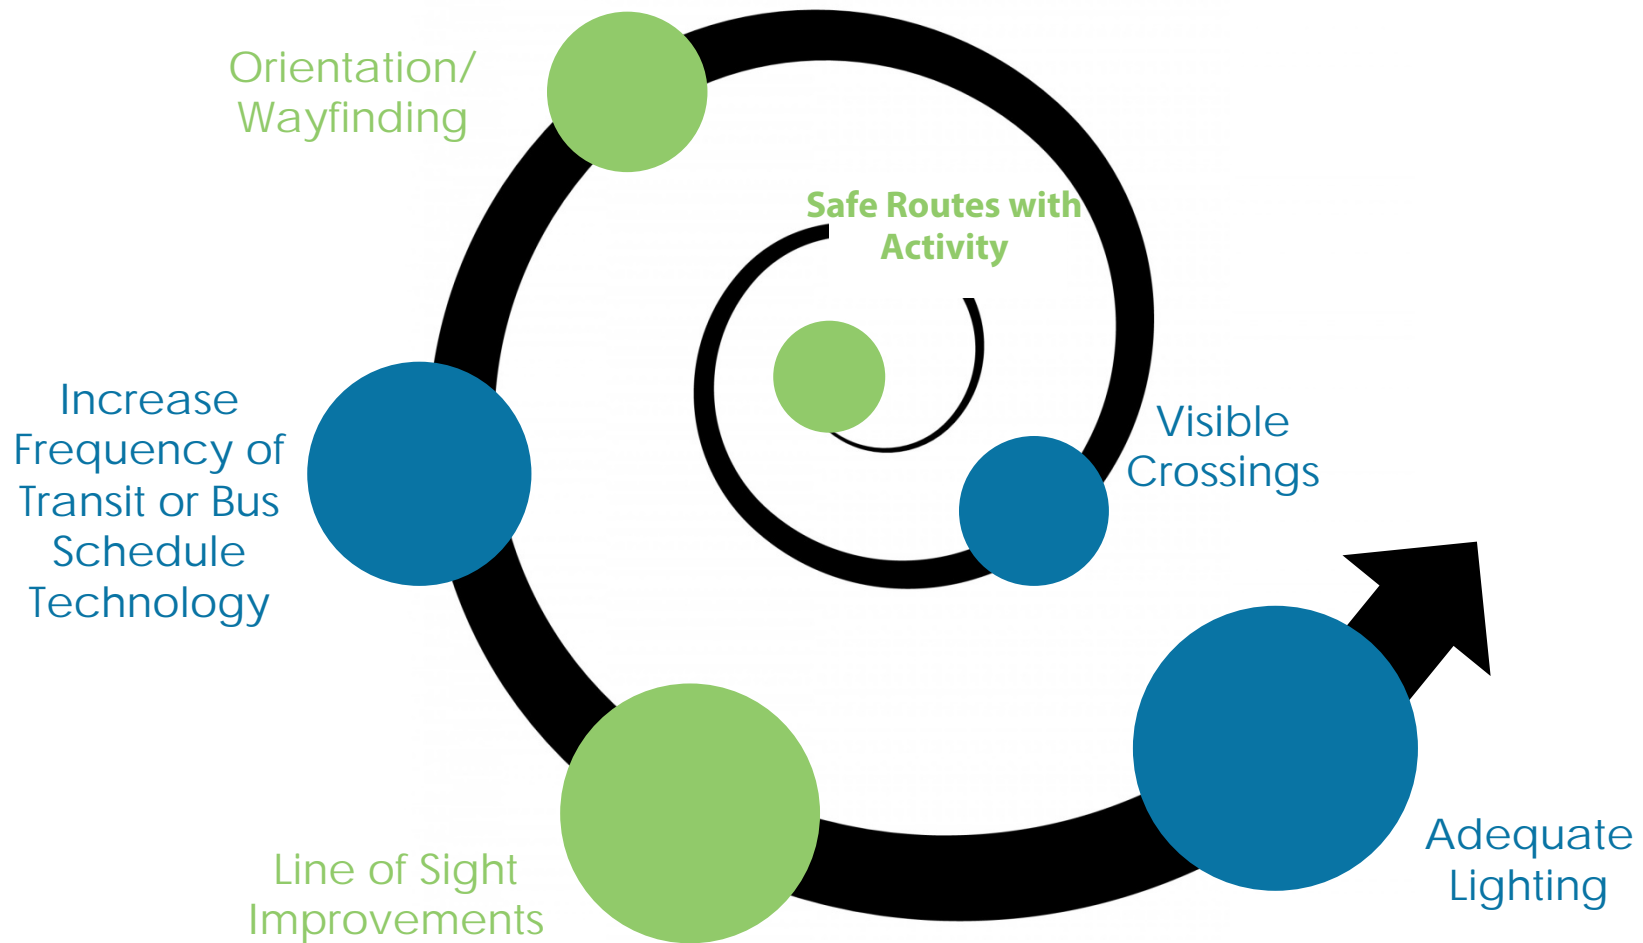 Orientation/
Wayfinding
Safe Routes with
Activity
Increase
Frequency of
Transit or Bus
Schedule
Technology
Visible
Crossings
Line of Sight
Improvements
Adequate
Lighting